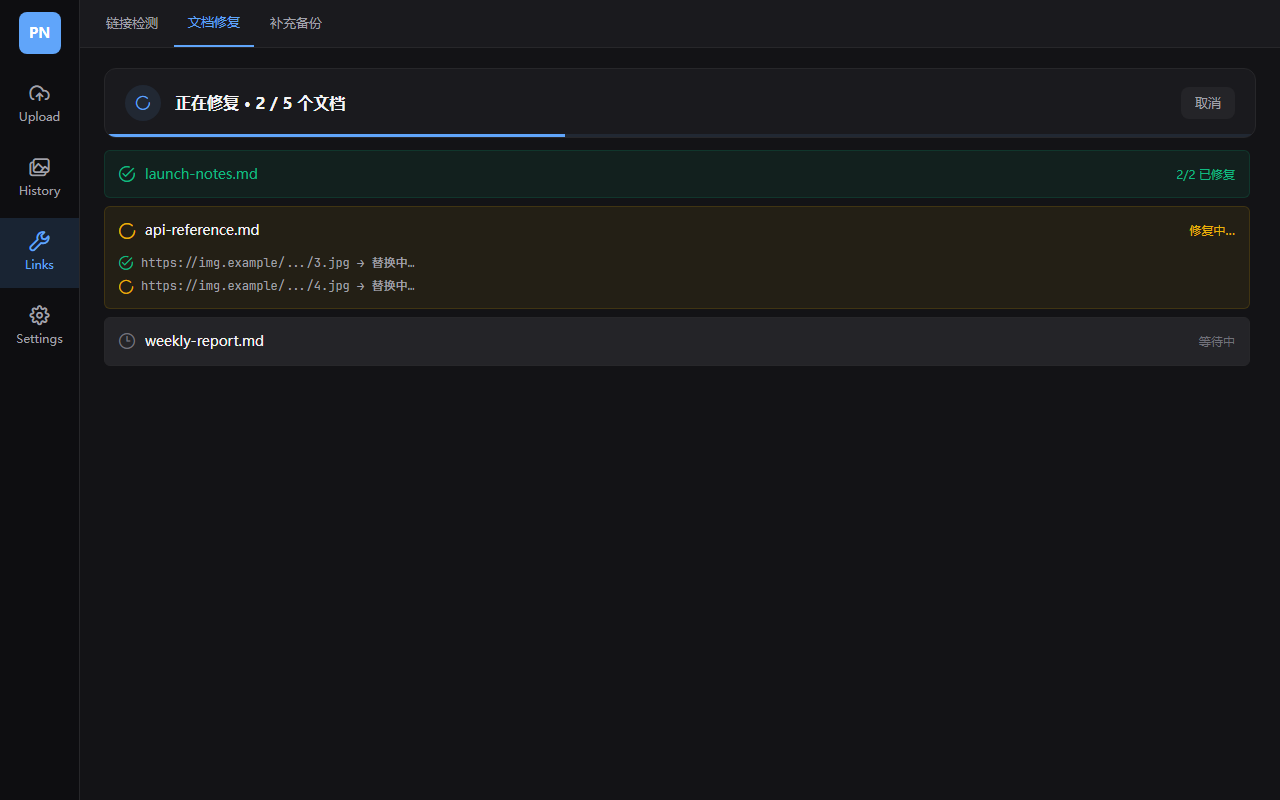 PN
Upload
History
Links
Settings
链接检测
文档修复
补充备份
正在修复 • 2 / 5 个文档
取消
launch-notes.md
2/2 已修复
api-reference.md
修复中...
https://img.example/.../3.jpg → 替换中…
https://img.example/.../4.jpg → 替换中…
weekly-report.md
等待中